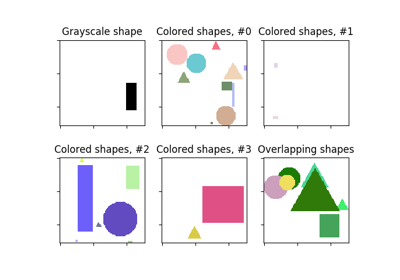 Grayscale shape
Colored shapes, #0
Colored shapes, #1
Colored shapes, #2
Colored shapes, #3
Overlapping shapes